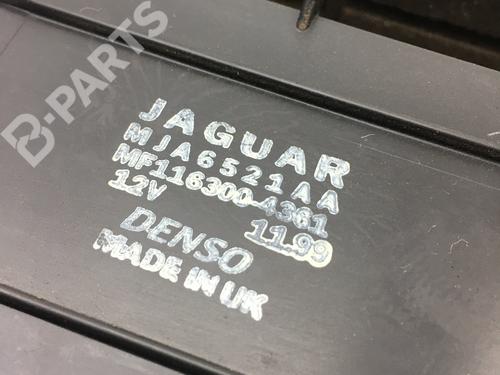 B-PARTS
JAGUAR
MJA6521AA
MF116300-4361
12V 11.99
DENSO
MADE IN UK